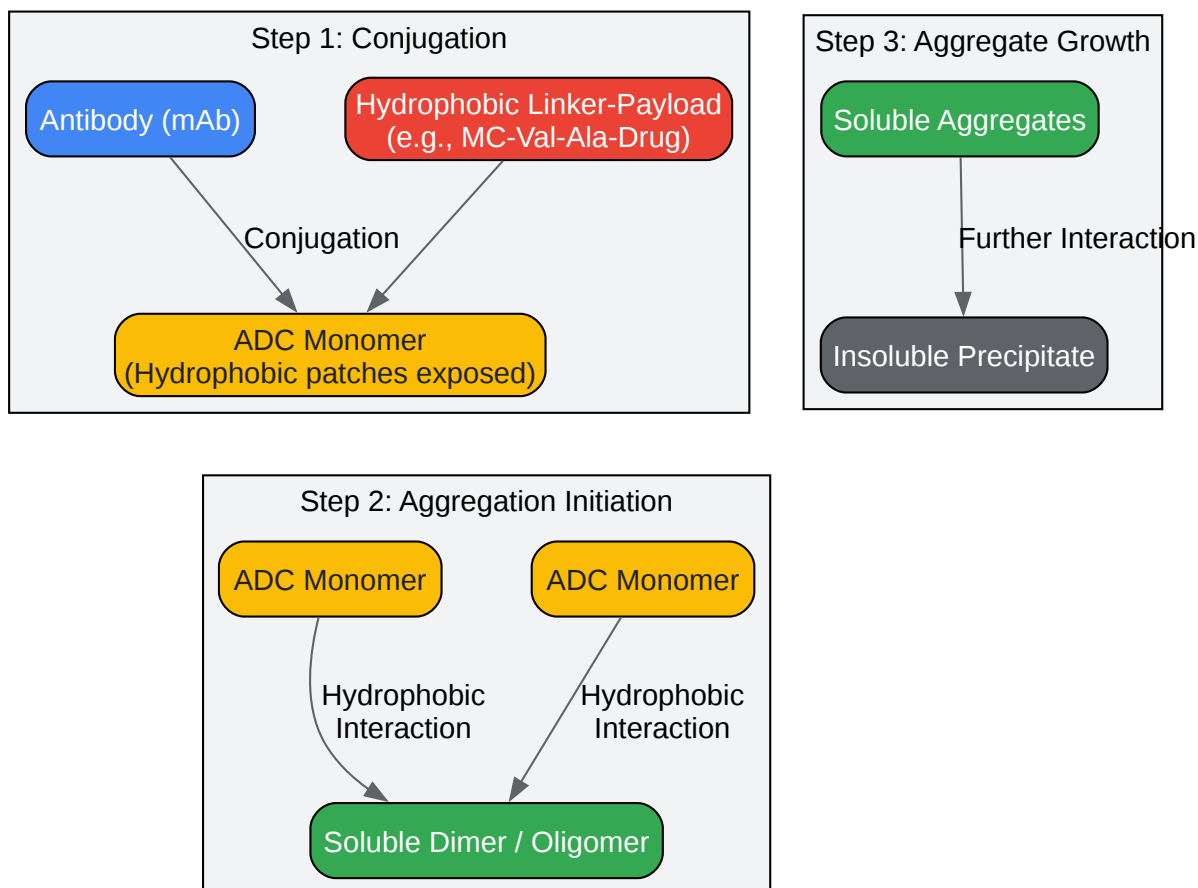 Step 1: Conjugation
Antibody (mAb)
Hydrophobic Linker-Payload
(e.g., MC-Val-Ala-Drug)
Conjugation
ADC Monomer
(Hydrophobic patches exposed)
Step 3: Aggregate Growth
Soluble Aggregates
Further Interaction
Insoluble Precipitate
Step 2: Aggregation Initiation
ADC Monomer
ADC Monomer
Hydrophobic
Interaction
Hydrophobic
Interaction
Soluble Dimer / Oligomer